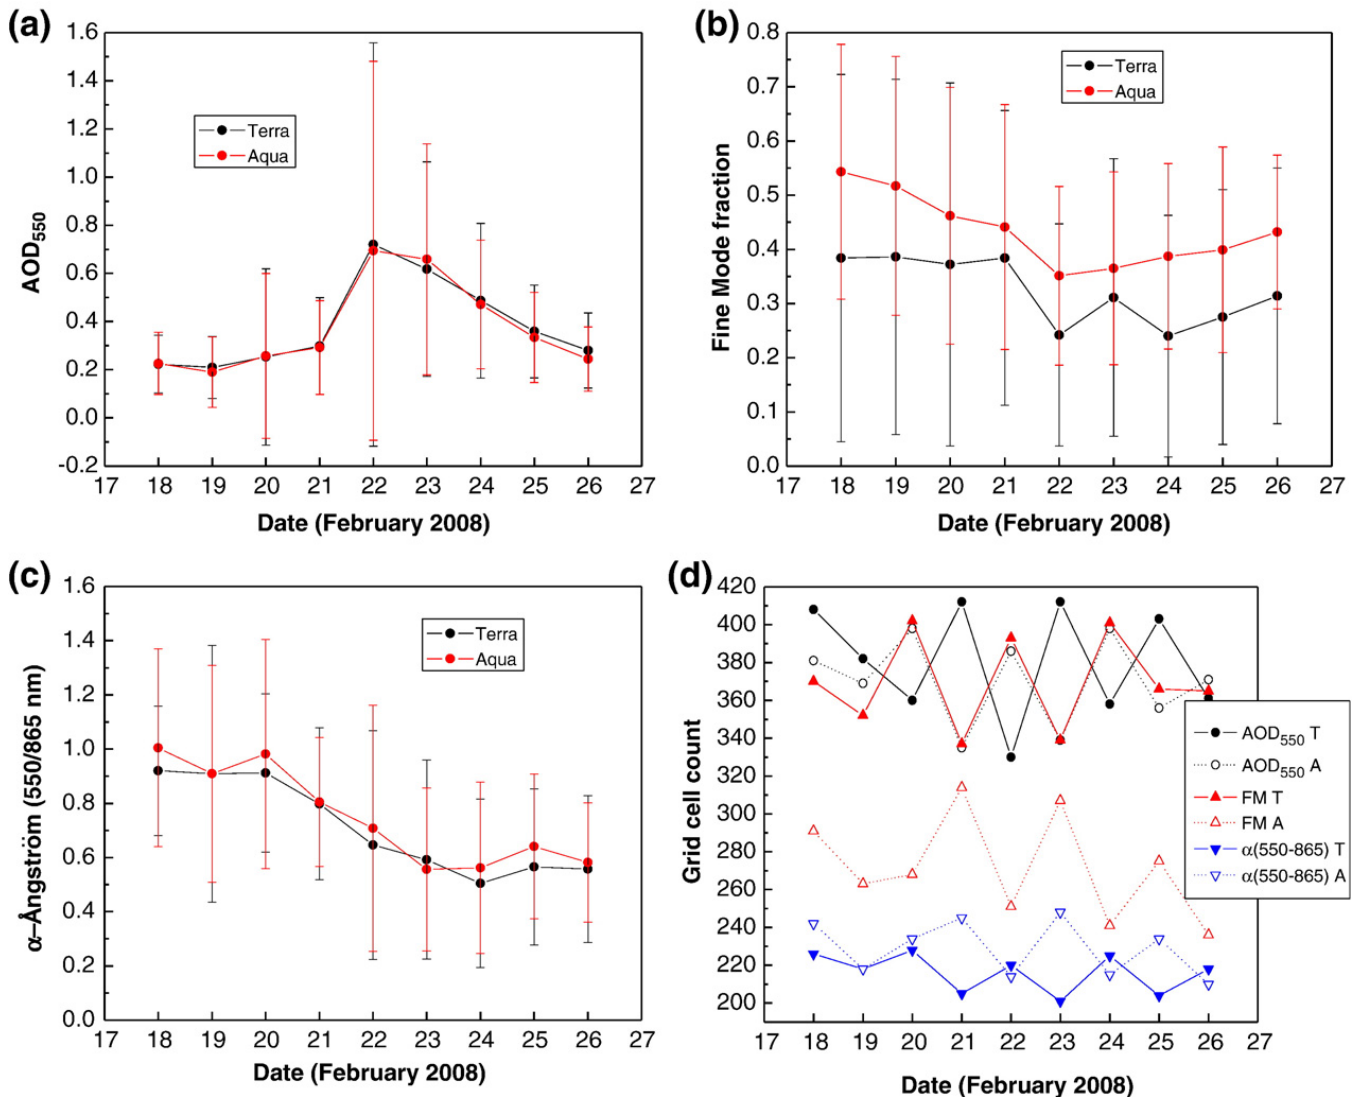 (a)
1.6
1.4
1.2
1.0
0.8
0.6
0.4
0.2
0.0
-0.2
AOD550
Terra
Aqua
17 18 19 20 21 22 23 24 25 26 27
Date (February 2008)
(b)
0.8
0.7
0.6
0.5
0.4
0.3
0.2
0.1
0.0
Fine Mode fraction
Terra
Aqua
17 18 19 20 21 22 23 24 25 26 27
Date (February 2008)
(c)
1.6
1.4
1.2
1.0
0.8
0.6
0.4
0.2
0.0
α–Ångström (550/865 nm)
Terra
Aqua
17 18 19 20 21 22 23 24 25 26 27
Date (February 2008)
(d)
420
400
380
360
340
320
300
280
260
240
220
200
Grid cell count
AOD550 T
AOD550 A
FM T
FM A
α(550-865) T
α(550-865) A
17 18 19 20 21 22 23 24 25 26 27
Date (February 2008)